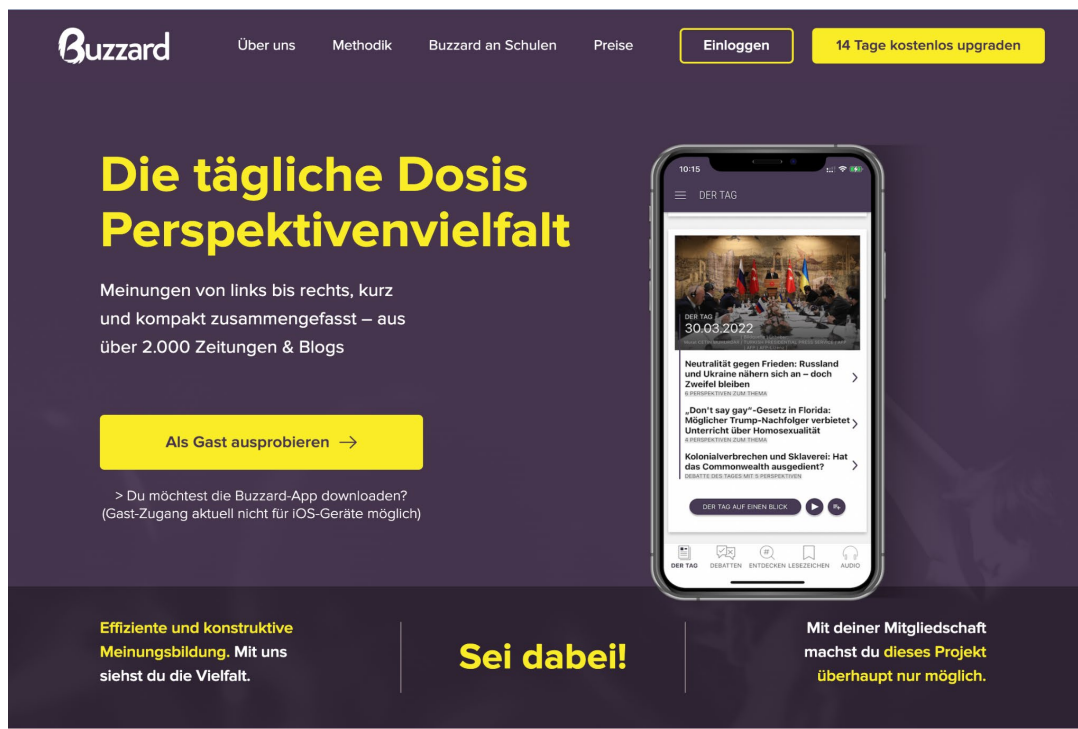 Buzzard
Über uns
Methodik
Buzzard an Schulen
Preise
Einloggen
14 Tage kostenlos upgraden
Die tägliche Dosis
Perspektivenvielfalt
Meinungen von links bis rechts, kurz
und kompakt zusammengefasst – aus
über 2.000 Zeitungen & Blogs
Als Gast ausprobieren →
> Du möchtest die Buzzard-App downloaden?
(Gast-Zugang aktuell nicht für iOS-Geräte möglich)
10:15
DER TAG
DER TAG
30.03.2022
Neutralität gegen Frieden: Russland
und Ukraine nähern sich an – doch
Zweifel bleiben
6 PERSPEKTIVEN ZUM THEMA
„Don't say gay"-Gesetz in Florida:
Möglicher Trump-Nachfolger verbietet
Unterricht über Homosexualität
4 PERSPEKTIVEN ZUM THEMA
Kolonialverbrechen und Sklaverei: Hat
das Commonwealth ausgedient?
DEBATTE DES TAGES MIT 5 PERSPEKTIVEN
DER TAG AUF EINEN BLICK
DER TAG
DEBATTEN
ENTDECKEN
LESEZEICHEN
AUDIO
Effiziente und konstruktive
Meinungsbildung. Mit uns
siehst du die Vielfalt.
Sei dabei!
Mit deiner Mitgliedschaft
machst du dieses Projekt
überhaupt nur möglich.